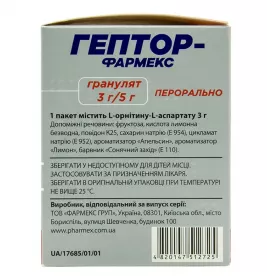 ГЕПТОР-
ФАРМЕКС
гранулят
3 г/5 г
ПЕРОРАЛЬНО
1 пакет містить L-орнітину-L-аспартату 3 г
Допоміжні речовини: фруктоза, кислота лимонна
безводна, повідон К25, сахарин натрію (Е 954), цикламат
натрію (Е 952), ароматизатор «Апельсин», ароматизатор
«Лимон», барвник «Сонячний захід» (Е 110).
ЗБЕРІГАТИ У НЕДОСТУПНОМУ ДЛЯ ДІТЕЙ МІСЦІ.
ЗАСТОСОВУВАТИ ЗА ПРИЗНАЧЕННЯМ ЛІКАРЯ.
ЗБЕРІГАТИ В ОРИГІНАЛЬНІЙ УПАКОВЦІ ПРИ ТЕМПЕРАТУРІ
НЕ ВИЩЕ 25 °C.
Виробник, відповідальний за випуск серії:
ТОВ «ФАРМЕКС ГРУП», Україна, 08301, Київська обл., місто
Бориспіль, вулиця Шевченка, будинок 100.
www.pharmex.com.ua
UA/17685/01/01
4 820147 512725